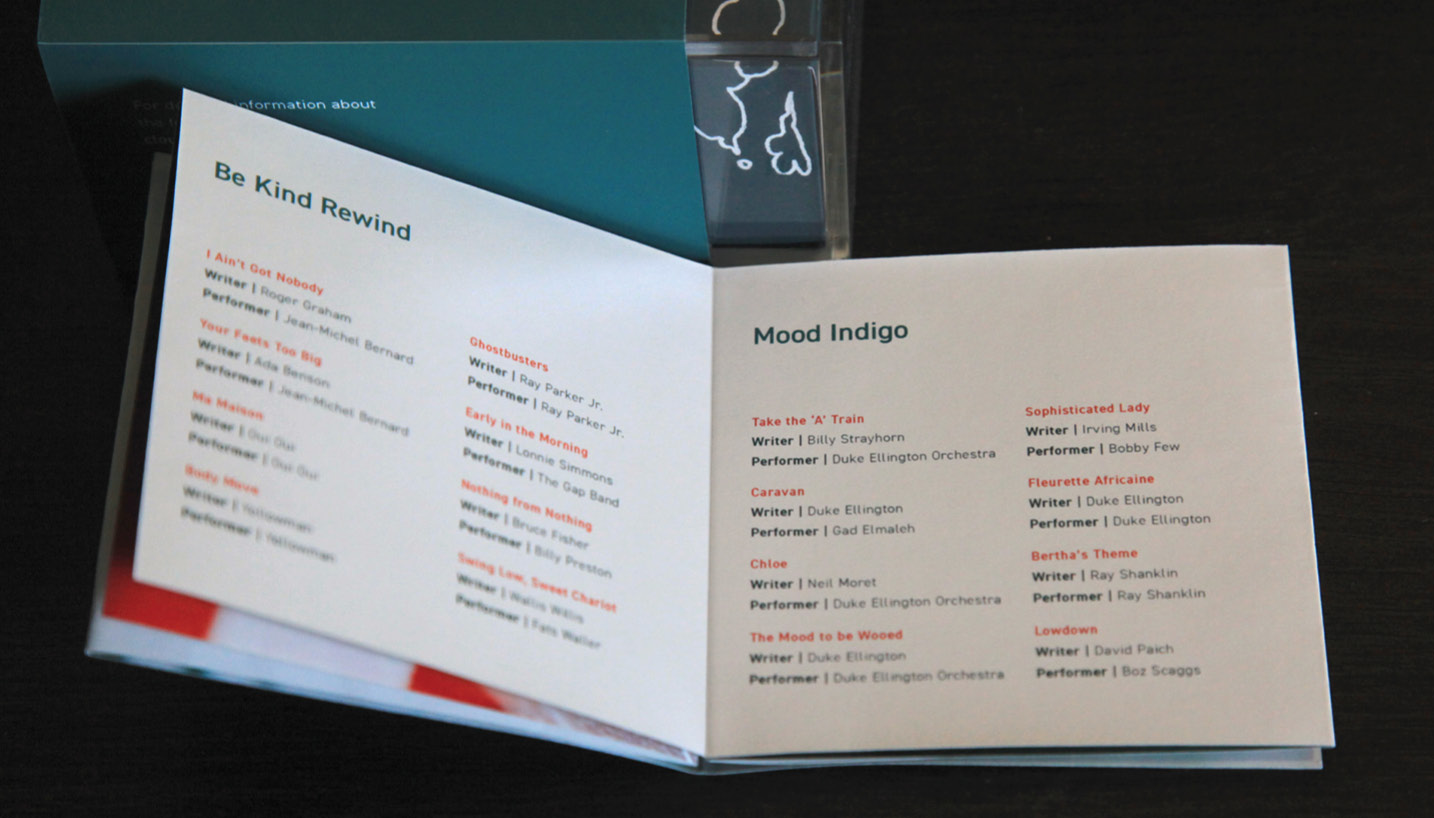 For information about
the
Be Kind Rewind
I Ain't Got Nobody
Writer | Roger Graham
Performer | Jean-Michel Bernard
Your Feets Too Big
Writer | Ada Benson
Performer | Jean-Michel Bernard
Ma Maison
Writer | Oui Oui
Performer | Oui Oui
Body Move
Writer | Yellowman
Performer | Yellowman
Ghostbusters
Writer | Ray Parker Jr.
Performer | Ray Parker Jr.
Early in the Morning
Writer | Lonnie Simmons
Performer | The Gap Band
Nothing from Nothing
Writer | Bruce Fisher
Performer | Billy Preston
Swing Low, Sweet Chariot
Writer | Wallis Willis
Performer | Fats Waller
Mood Indigo
Take the 'A' Train
Writer | Billy Strayhorn
Performer | Duke Ellington Orchestra
Caravan
Writer | Duke Ellington
Performer | Gad Elmaleh
Chloe
Writer | Neil Moret
Performer | Duke Ellington Orchestra
The Mood to be Wooed
Writer | Duke Ellington
Performer | Duke Ellington Orchestra
Sophisticated Lady
Writer | Irving Mills
Performer | Bobby Few
Fleurette Africaine
Writer | Duke Ellington
Performer | Duke Ellington
Bertha's Theme
Writer | Ray Shanklin
Performer | Ray Shanklin
Lowdown
Writer | David Paich
Performer | Boz Scaggs